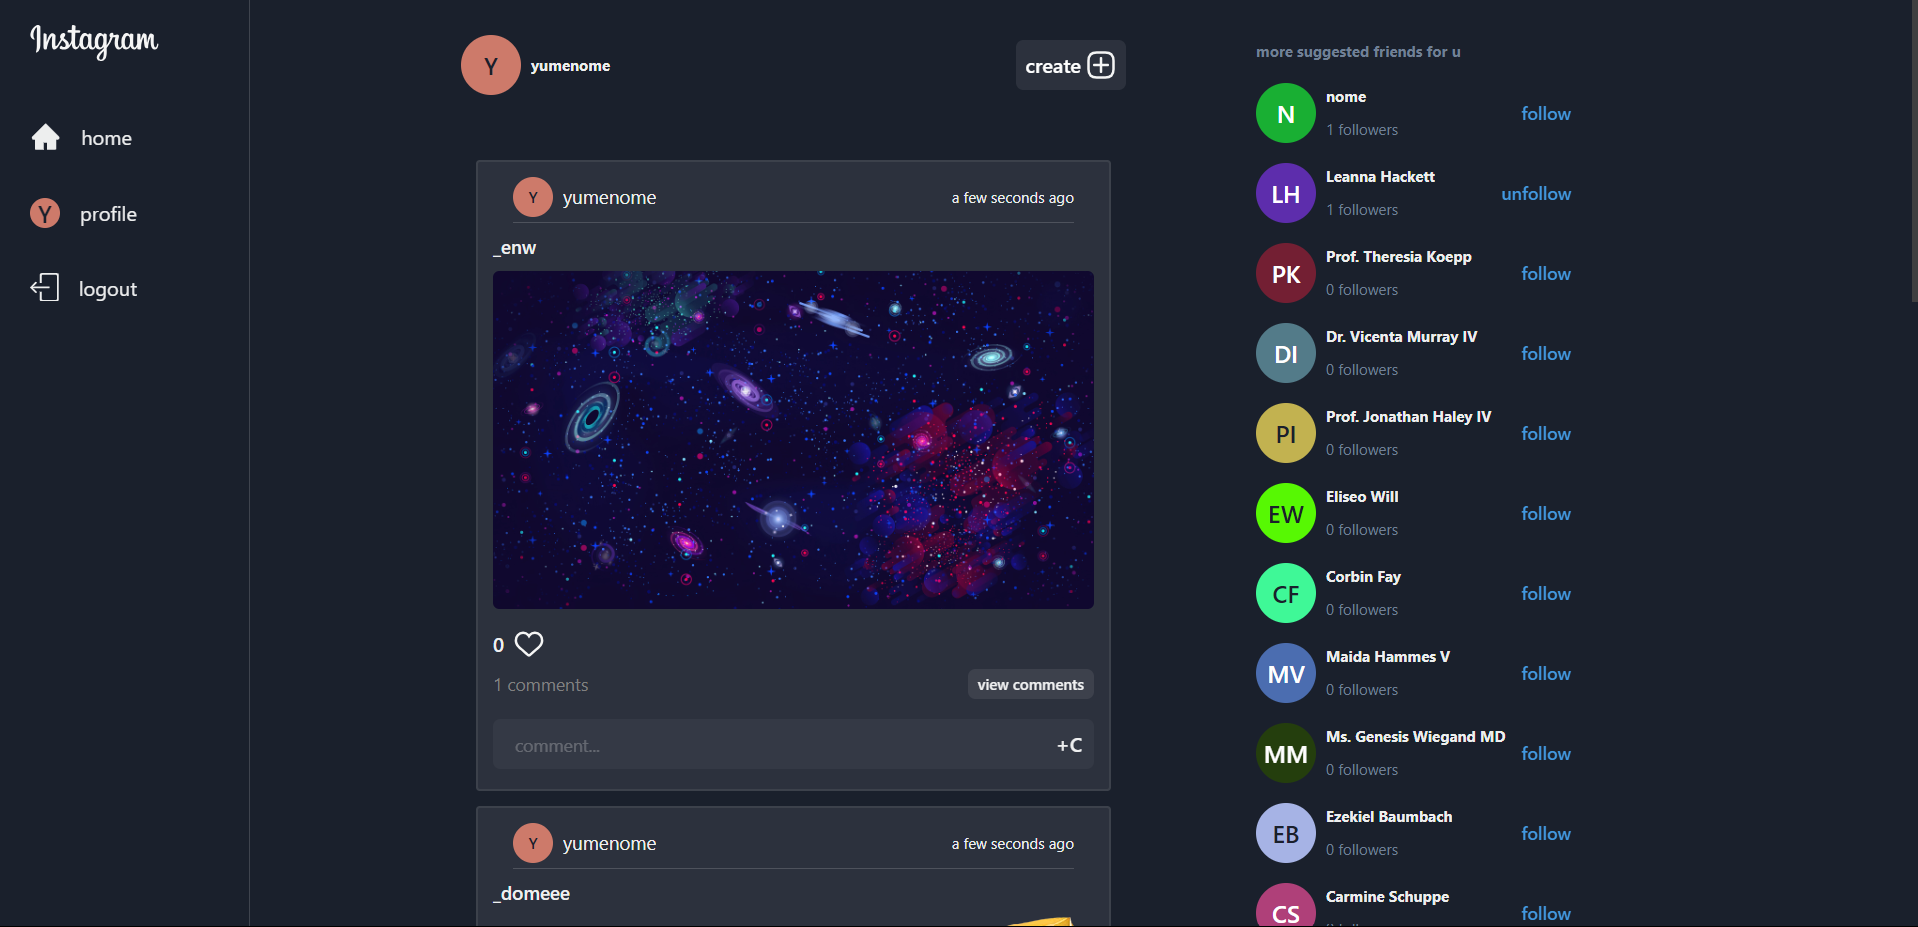 Instagram
home
Y profile
logout
Y yumenome
create
Y yumenome a few seconds ago
_enw
0
1 comments view comments
comment... +C
Y yumenome a few seconds ago
_domeee
more suggested friends for u
N nome
1 followers
follow
LH Leanna Hackett
1 followers
unfollow
PK Prof. Theresia Koepp
0 followers
follow
DI Dr. Vicenta Murray IV
0 followers
follow
PI Prof. Jonathan Haley IV
0 followers
follow
EW Eliseo Will
0 followers
follow
CF Corbin Fay
0 followers
follow
MV Maida Hammes V
0 followers
follow
MM Ms. Genesis Wiegand MD
0 followers
follow
EB Ezekiel Baumbach
0 followers
follow
CS Carmine Schuppe
follow